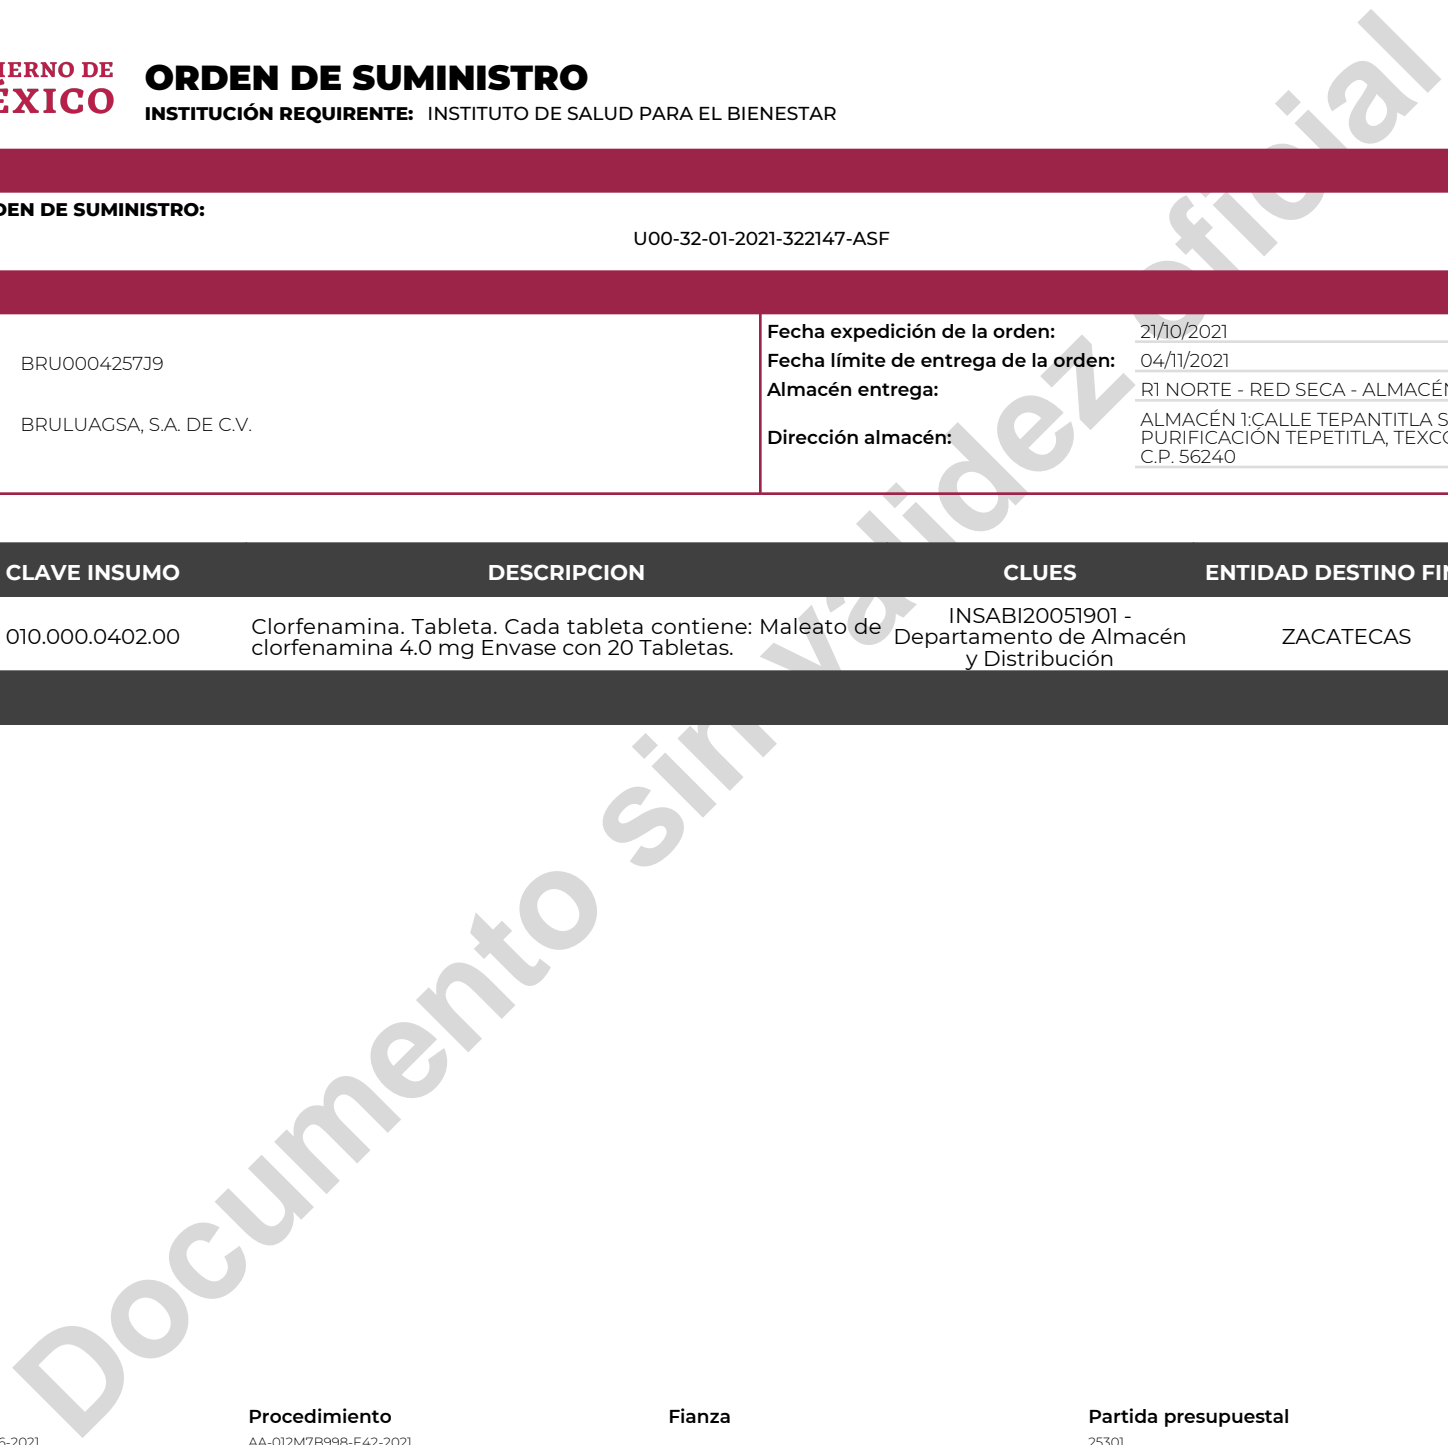 IERNO DE
ÉXICO
ORDEN DE SUMINISTRO
INSTITUCIÓN REQUIRENTE: INSTITUTO DE SALUD PARA EL BIENESTAR
DEN DE SUMINISTRO:
U00-32-01-2021-322147-ASF
BRU0004257J9
BRULUAGSA, S.A. DE C.V.
Fecha expedición de la orden: 21/10/2021
Fecha límite de entrega de la orden: 04/11/2021
Almacén entrega: R1 NORTE - RED SECA - ALMACÉN
Dirección almacén: ALMACÉN 1:CALLE TEPANTITLA S
PURIFICACIÓN TEPETITLA, TEXCO
C.P. 56240
CLAVE INSUMO DESCRIPCION CLUES ENTIDAD DESTINO FIN
010.000.0402.00
Clorfenamina. Tableta. Cada tableta contiene: Maleato de
clorfenamina 4.0 mg Envase con 20 Tabletas.
INSABI20051901 -
Departamento de Almacén
y Distribución
ZACATECAS
Documento sin validez oficial
Procedimiento Fianza Partida presupuestal
6-2021 AA-012M7B998-E42-2021 25301